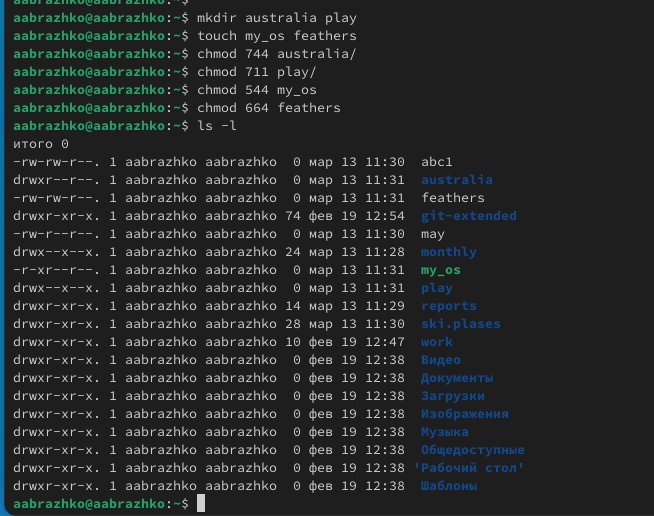 aabrazhko@aabrazhko:~$ mkdir australia play
aabrazhko@aabrazhko:~$ touch my_os feathers
aabrazhko@aabrazhko:~$ chmod 744 australia/
aabrazhko@aabrazhko:~$ chmod 711 play/
aabrazhko@aabrazhko:~$ chmod 544 my_os
aabrazhko@aabrazhko:~$ chmod 664 feathers
aabrazhko@aabrazhko:~$ ls -l
итого 0
-rw-rw-r--. 1 aabrazhko aabrazhko  0 мар 13 11:30  abc1
drwxr--r--. 1 aabrazhko aabrazhko  0 мар 13 11:31  australia
-rw-rw-r--. 1 aabrazhko aabrazhko  0 мар 13 11:31  feathers
drwxr-xr-x. 1 aabrazhko aabrazhko 74 фев 19 12:54  git-extended
-rw-r--r--. 1 aabrazhko aabrazhko  0 мар 13 11:30  may
drwx--x--x. 1 aabrazhko aabrazhko 24 мар 13 11:28  monthly
-r-xr--r--. 1 aabrazhko aabrazhko  0 мар 13 11:31  my_os
drwx--x--x. 1 aabrazhko aabrazhko  0 мар 13 11:31  play
drwxr-xr-x. 1 aabrazhko aabrazhko 14 мар 13 11:29  reports
drwxr-xr-x. 1 aabrazhko aabrazhko 28 мар 13 11:30  ski.plases
drwxr-xr-x. 1 aabrazhko aabrazhko 10 фев 19 12:47  work
drwxr-xr-x. 1 aabrazhko aabrazhko  0 фев 19 12:38  Видео
drwxr-xr-x. 1 aabrazhko aabrazhko  0 фев 19 12:38  Документы
drwxr-xr-x. 1 aabrazhko aabrazhko  0 фев 19 12:38  Загрузки
drwxr-xr-x. 1 aabrazhko aabrazhko  0 фев 19 12:38  Изображения
drwxr-xr-x. 1 aabrazhko aabrazhko  0 фев 19 12:38  Музыка
drwxr-xr-x. 1 aabrazhko aabrazhko  0 фев 19 12:38  Общедоступные
drwxr-xr-x. 1 aabrazhko aabrazhko  0 фев 19 12:38 'Рабочий стол'
drwxr-xr-x. 1 aabrazhko aabrazhko  0 фев 19 12:38  Шаблоны
aabrazhko@aabrazhko:~$